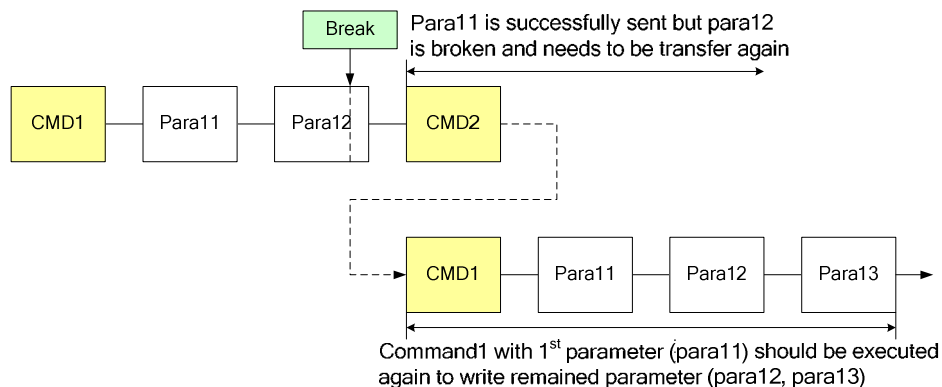 Break
Para11 is successfully sent but para12
is broken and needs to be transfer again
CMD1
Para11
Para12
CMD2
CMD1
Para11
Para12
Para13
Command1 with 1st parameter (para11) should be executed
again to write remained parameter (para12, para13)